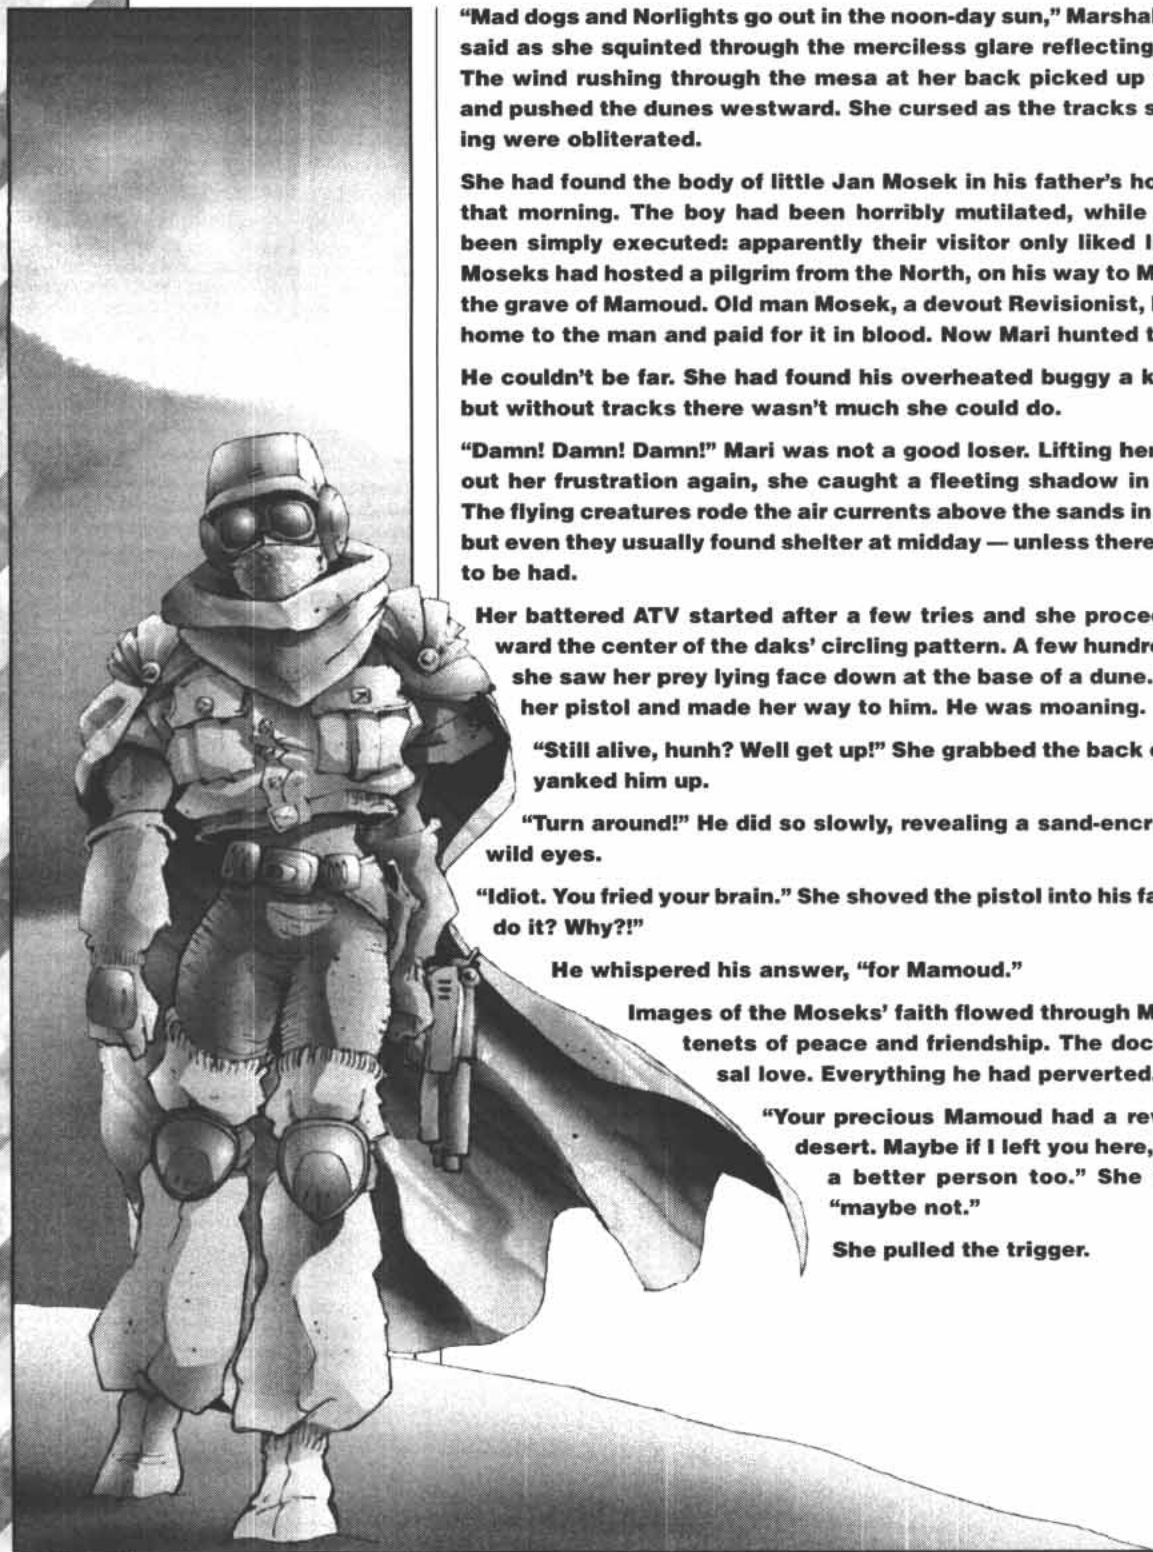 “Mad dogs and Norlights go out in the noon-day sun,” Marshal
said as she squinted through the merciless glare reflecting
The wind rushing through the mesa at her back picked up
and pushed the dunes westward. She cursed as the tracks s
ing were obliterated.
She had found the body of little Jan Mosek in his father's ho
that morning. The boy had been horribly mutilated, while
been simply executed: apparently their visitor only liked l
Moseks had hosted a pilgrim from the North, on his way to M
the grave of Mamoud. Old man Mosek, a devout Revisionist,
home to the man and paid for it in blood. Now Mari hunted t
He couldn't be far. She had found his overheated buggy a k
but without tracks there wasn't much she could do.
“Damn! Damn! Damn!” Mari was not a good loser. Lifting her
out her frustration again, she caught a fleeting shadow in
The flying creatures rode the air currents above the sands in
but even they usually found shelter at midday — unless there
to be had.
Her battered ATV started after a few tries and she procee
ward the center of the daks' circling pattern. A few hundre
she saw her prey lying face down at the base of a dune.
her pistol and made her way to him. He was moaning.
“Still alive, hunh? Well get up!” She grabbed the back o
yanked him up.
“Turn around!” He did so slowly, revealing a sand-encr
wild eyes.
“Idiot. You fried your brain.” She shoved the pistol into his fa
do it? Why?!”
He whispered his answer, “for Mamoud.”
Images of the Moseks' faith flowed through M
tenets of peace and friendship. The doc
sal love. Everything he had perverted.
“Your precious Mamoud had a rev
desert. Maybe if I left you here,
a better person too.” She
“maybe not.”
She pulled the trigger.